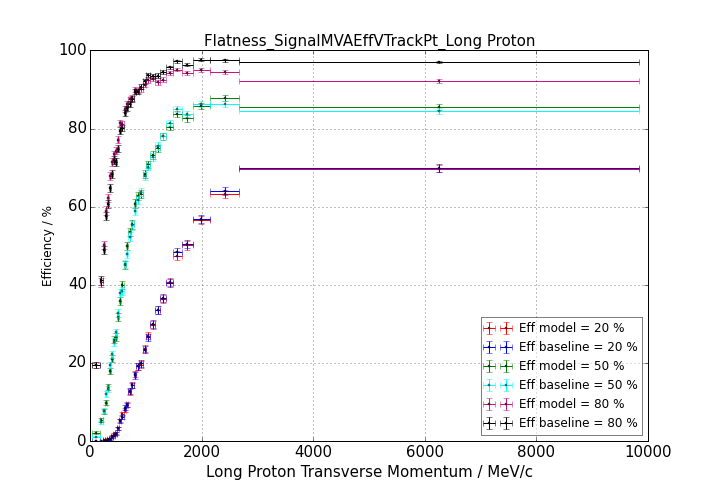 Flatness_SignalMVAEffVTrackPt_Long Proton
100
80
60
40
20
0
Efficiency / %
0 2000 4000 6000 8000 10000
Long Proton Transverse Momentum / MeV/c
Eff model = 20 %
Eff baseline = 20 %
Eff model = 50 %
Eff baseline = 50 %
Eff model = 80 %
Eff baseline = 80 %